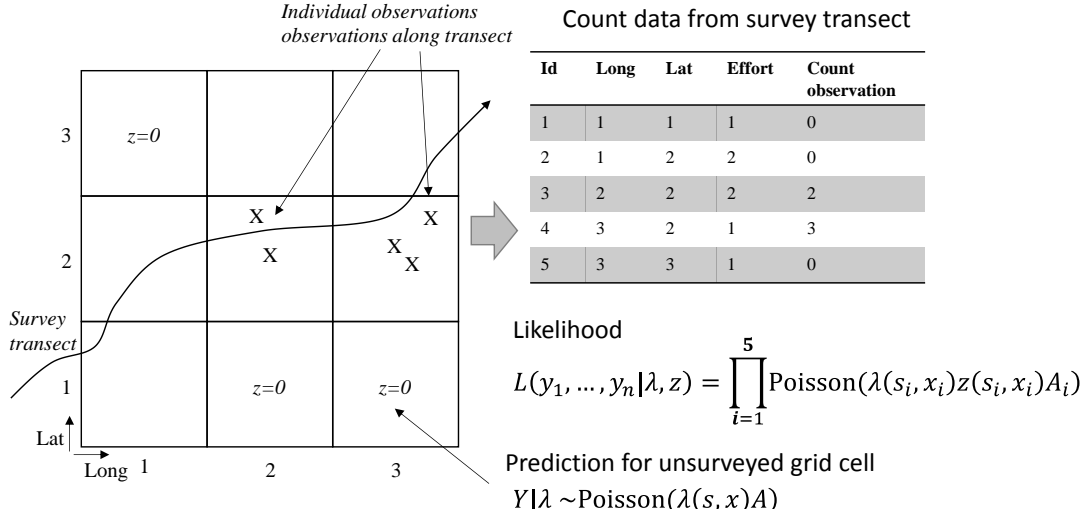 Individual observations
observations along transect
3
z=0
X
X
X
X
X
2
Survey
transect
1
z=0
z=0
Lat
Long 1
2
3
Count data from survey transect
Id Long Lat Effort Count
observation
1 1 1 1 0
2 1 2 2 0
3 2 2 2 2
4 3 2 1 3
5 3 3 1 0
Likelihood
L(y₁, …, yₙ|λ, z) = ∏ᵢ₌₁⁵ Poisson(λ(sᵢ, xᵢ)z(sᵢ, xᵢ)Aᵢ)
Prediction for unsurveyed grid cell
Y|λ ~Poisson(λ(s, x)A)